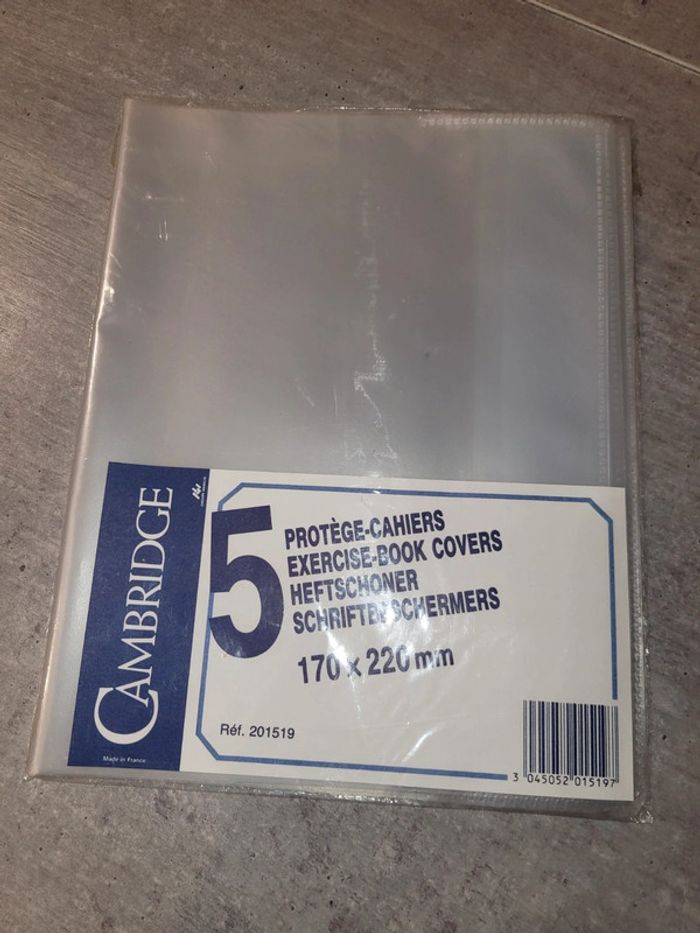 CAMBRIDGE
Made in France
5
PROTÈGE-CAHIERS
EXERCISE-BOOK COVERS
HEFTSCHONER
SCHRIFTBESCHERMERS
170 x 220 mm
Réf. 201519
3 045052 015197